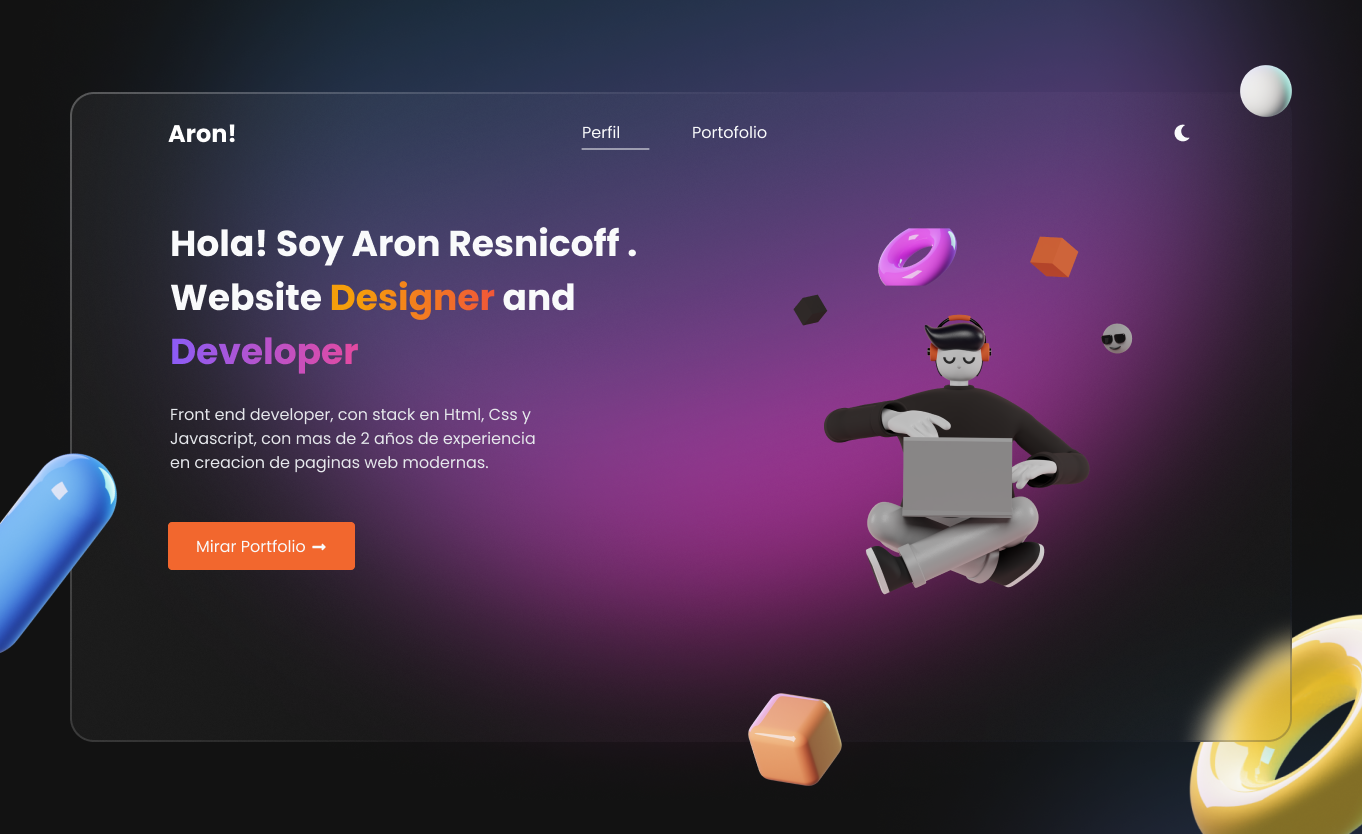 Aron!
Perfil
Portofolio
Hola! Soy Aron Resnicoff .
Website Designer and
Developer
Front end developer, con stack en Html, Css y
Javascript, con mas de 2 años de experiencia
en creacion de paginas web modernas.
Mirar Portfolio →